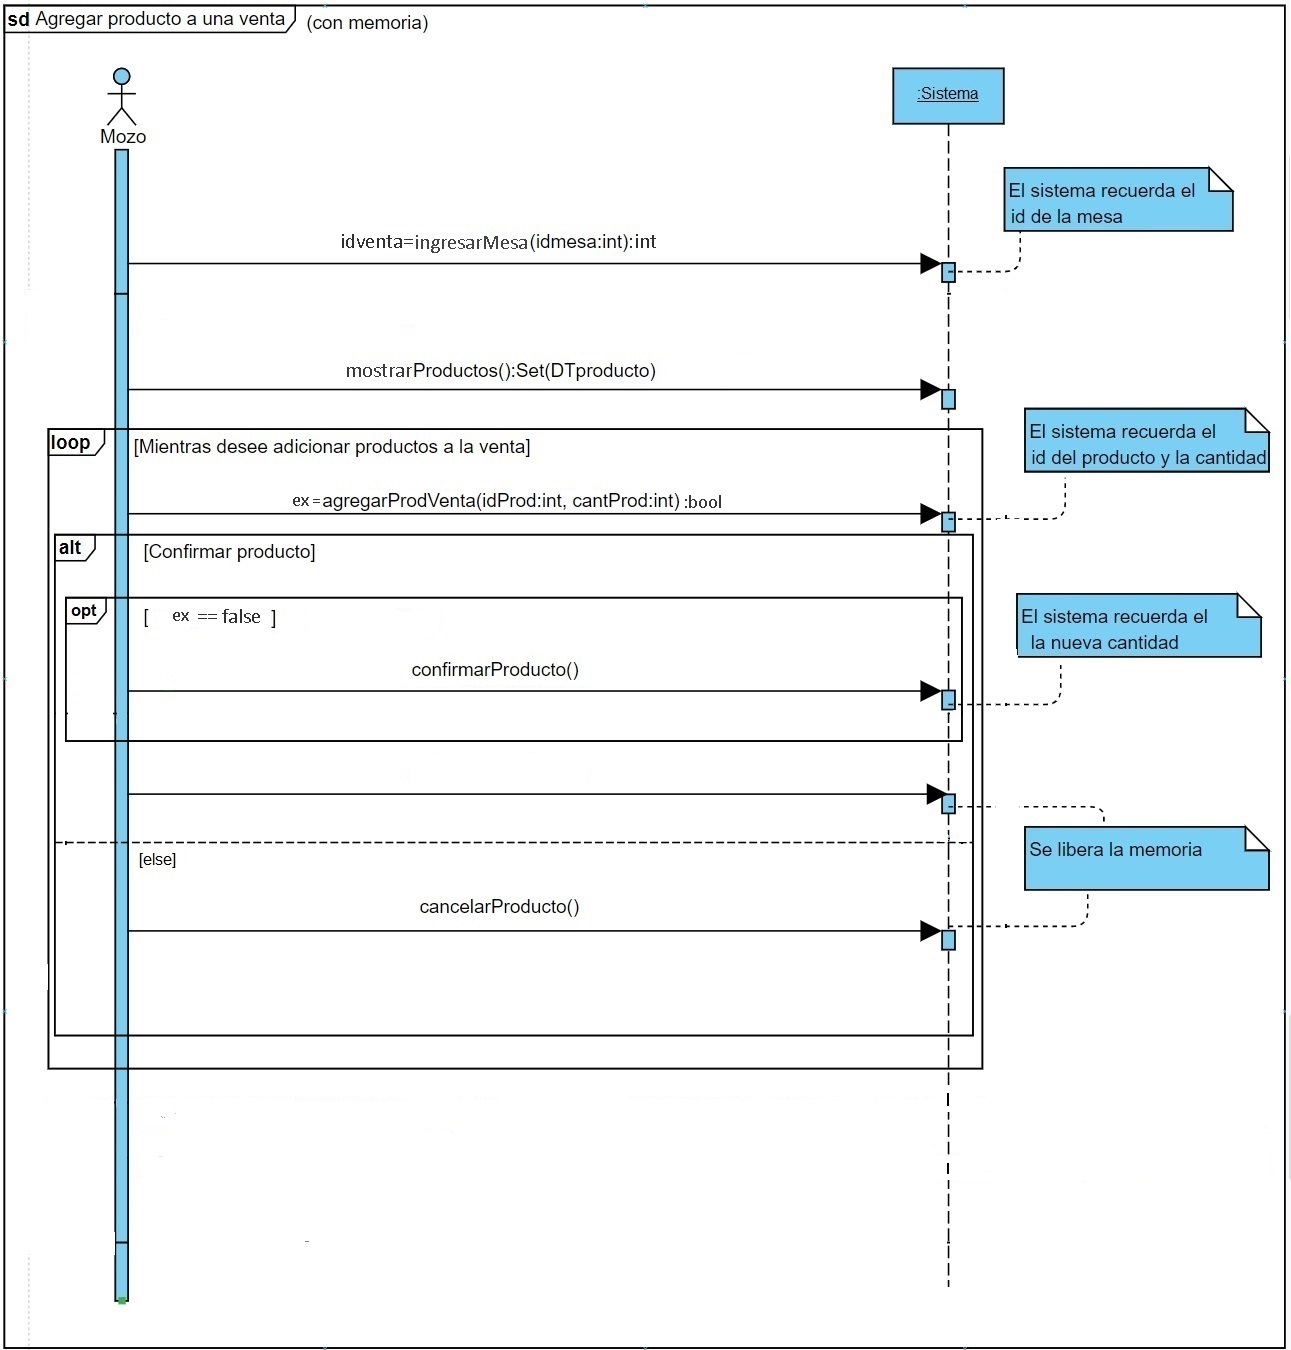 sd Agregar producto a una venta (con memoria)
:Sistema
Mozo
El sistema recuerda el
id de la mesa
idventa=ingresarMesa(idmesa:int):int
mostrarProductos():Set(DTproducto)
loop [Mientras desee adicionar productos a la venta]
El sistema recuerda el
id del producto y la cantidad
ex=agregarProdVenta(idProd:int, cantProd:int):bool
alt [Confirmar producto]
opt [ ex == false ]
El sistema recuerda el
la nueva cantidad
confirmarProducto()
Se libera la memoria
[else]
cancelarProducto()